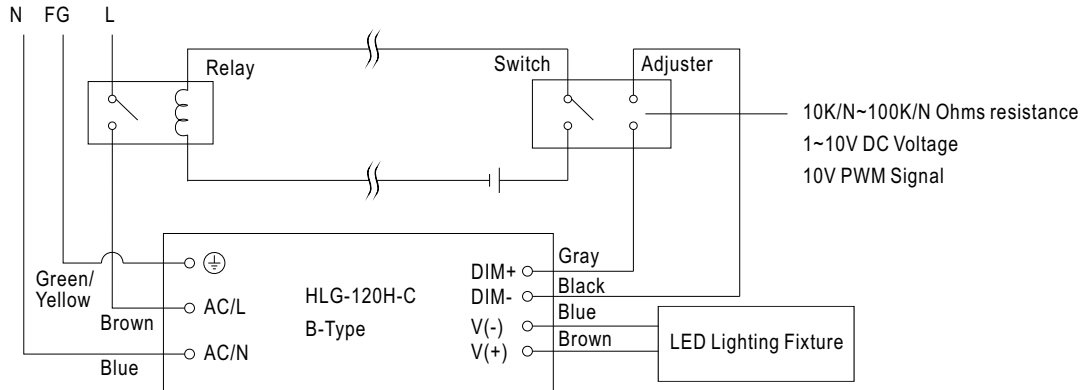 N FG L
Relay
Switch
Adjuster
10K/N~100K/N Ohms resistance
1~10V DC Voltage
10V PWM Signal
Green/
Yellow
Brown
Blue
AC/L
AC/N
HLG-120H-C
B-Type
DIM+
DIM-
V(-)
V(+)
Gray
Black
Blue
Brown
LED Lighting Fixture